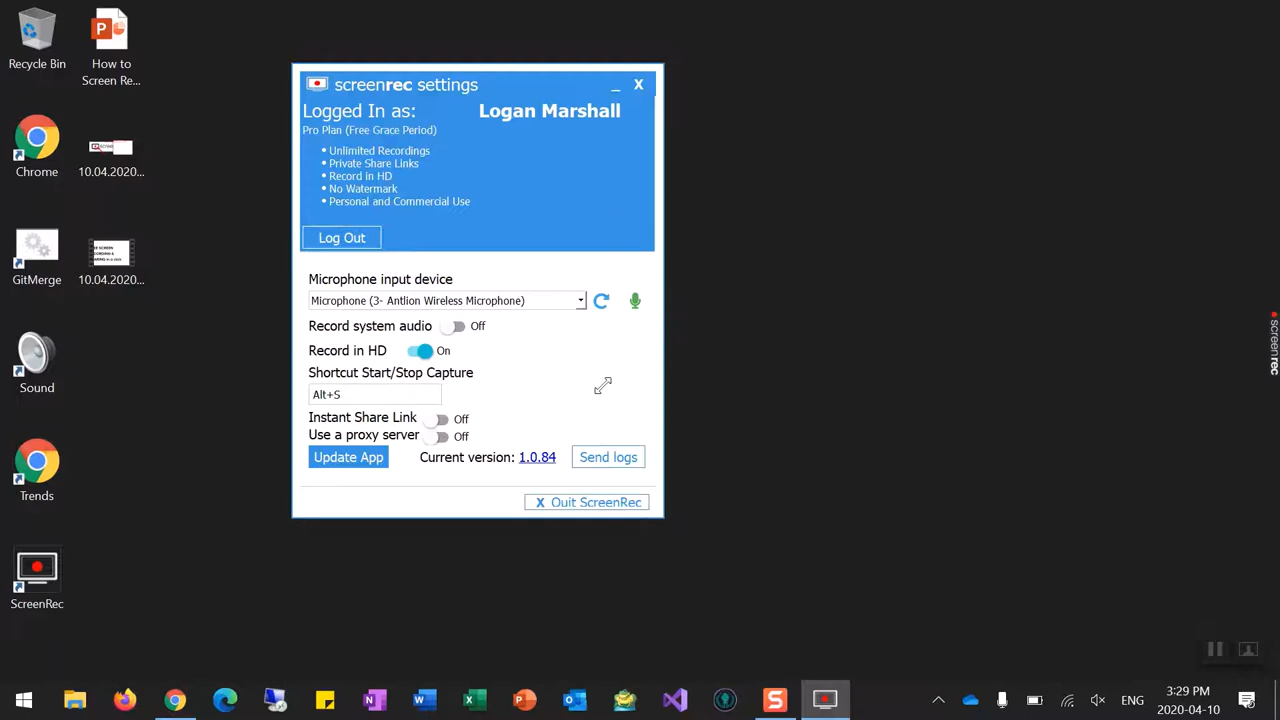 Recycle Bin
How to
Screen Re...
Chrome
10.04.2020...
GitMerge
10.04.2020...
Sound
Trends
ScreenRec
screenrec settings
_ X
Logged In as: Logan Marshall
Pro Plan (Free Grace Period)
• Unlimited Recordings
• Private Share Links
• Record in HD
• No Watermark
• Personal and Commercial Use
Log Out
Microphone input device
Microphone (3- Antlion Wireless Microphone)
Record system audio Off
Record in HD On
Shortcut Start/Stop Capture
Alt+S
Instant Share Link Off
Use a proxy server Off
Update App Current version: 1.0.84 Send logs
X Quit ScreenRec
screenrec
ENG
3:29 PM
2020-04-10